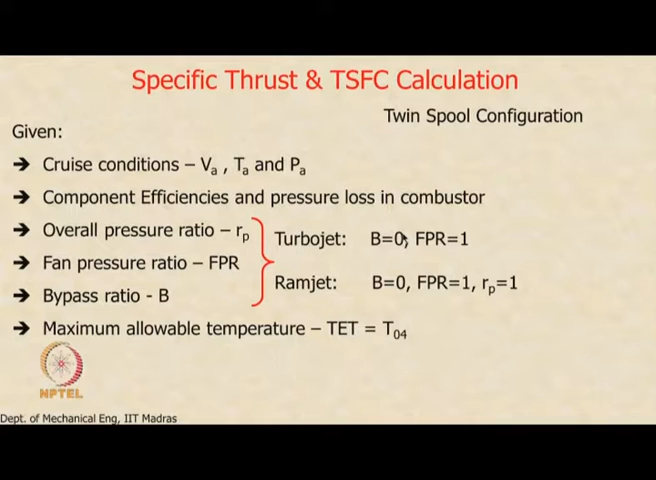 Specific Thrust & TSFC Calculation
Twin Spool Configuration
Given:
➔ Cruise conditions – Va , Ta and Pa
➔ Component Efficiencies and pressure loss in combustor
➔ Overall pressure ratio – rp
Turbojet: B=0, FPR=1
➔ Fan pressure ratio – FPR
Ramjet: B=0, FPR=1, rp=1
➔ Bypass ratio - B
➔ Maximum allowable temperature – TET = T04
NPTEL
Dept. of Mechanical Eng, IIT Madras